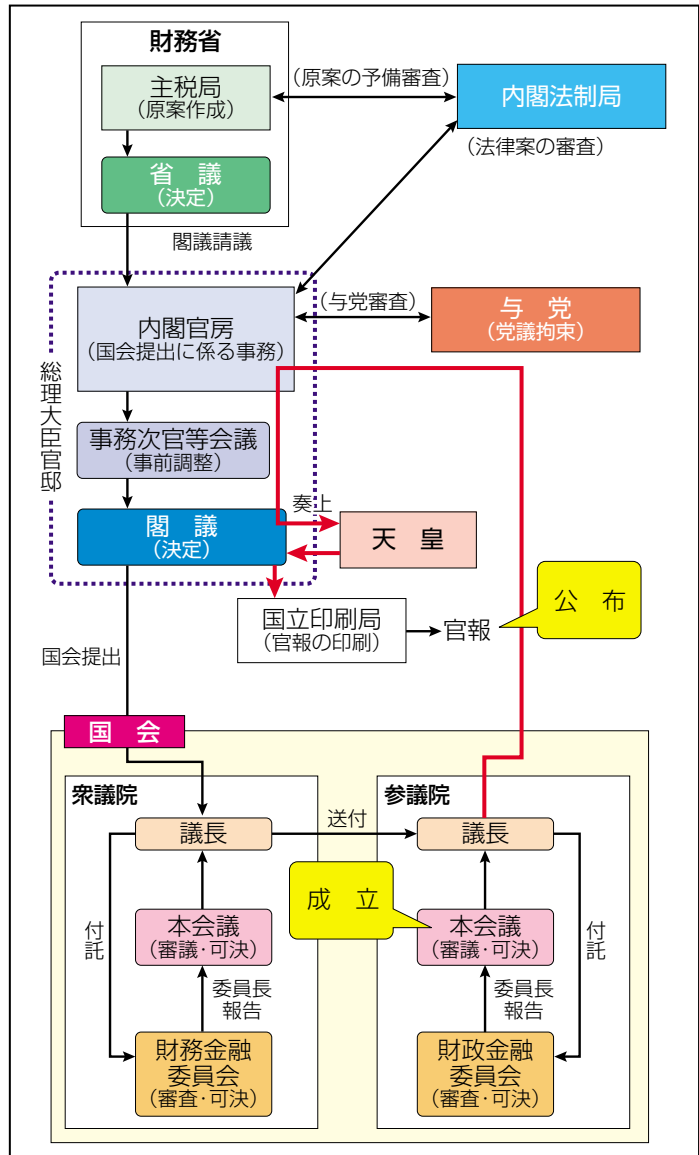 財務省
主税局
(原案作成)
(原案の予備審査)
内閣法制局
(法律案の審査)
省　議
(決定)
閣議請議
総理大臣官邸
内閣官房
(国会提出に係る事務)
(与党審査)
与　党
(党議拘束)
事務次官等会議
(事前調整)
閣　議
(決定)
奏上
天　皇
国立印刷局
(官報の印刷)
官報
公　布
国会提出
国　会
衆議院
議長
送付
付託
本会議
(審議・可決)
委員長
報告
財務金融
委員会
(審査・可決)
参議院
議長
成　立
本会議
(審議・可決)
付託
委員長
報告
財政金融
委員会
(審査・可決)